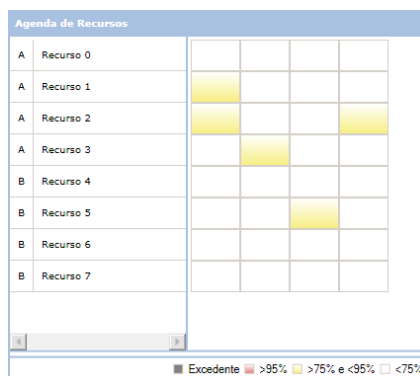 Agenda de Recursos
A Recurso 0
A Recurso 1
A Recurso 2
A Recurso 3
B Recurso 4
B Recurso 5
B Recurso 6
B Recurso 7
Excedente >95% >75% e <95% <75%